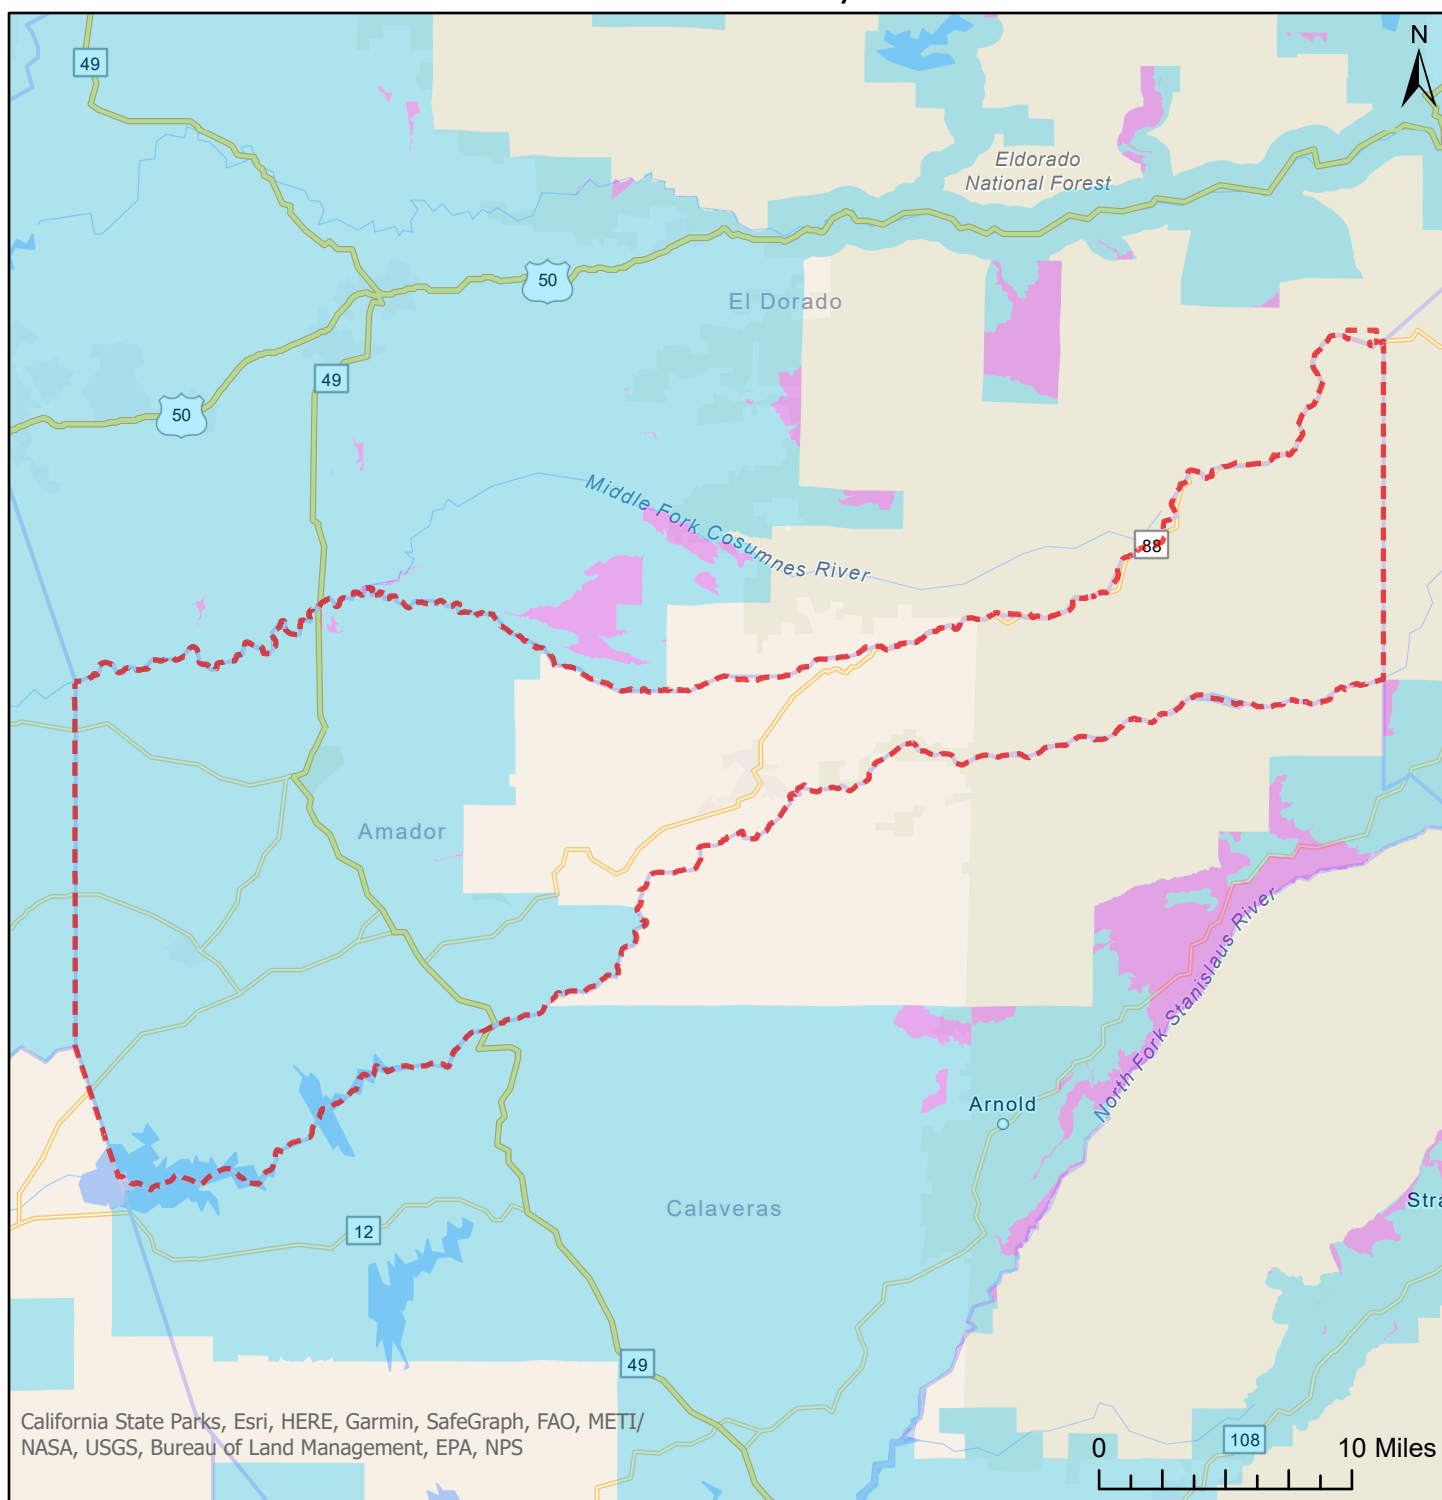 49
N
Eldorado
National Forest
50
El Dorado
49
50
Middle Fork Cosumnes River
88
Amador
North Fork Stanislaus River
Arnold
Calaveras
Stra
12
49
California State Parks, Esri, HERE, Garmin, SafeGraph, FAO, METI/
NASA, USGS, Bureau of Land Management, EPA, NPS
108
0 10 Miles